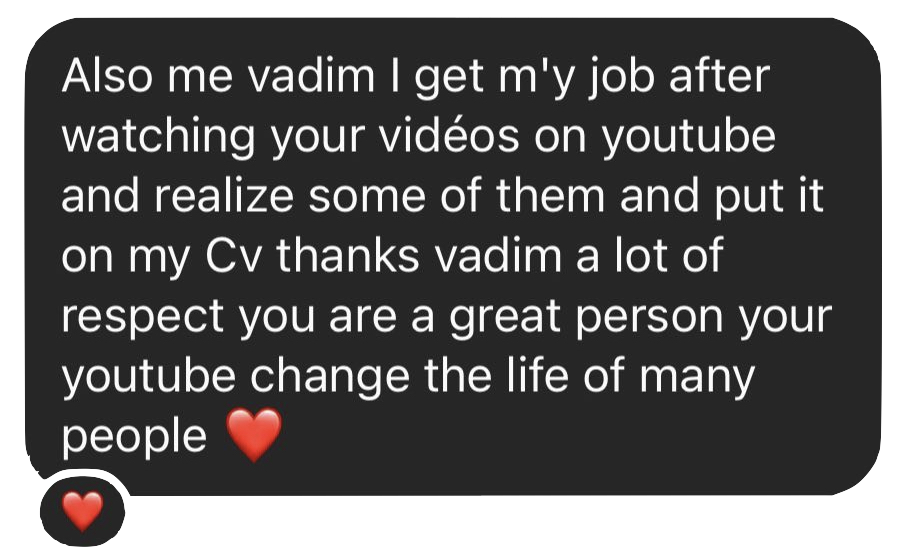 Also me vadim I get m'y job after
watching your vidéos on youtube
and realize some of them and put it
on my Cv thanks vadim a lot of
respect you are a great person your
youtube change the life of many
people ❤️
❤️